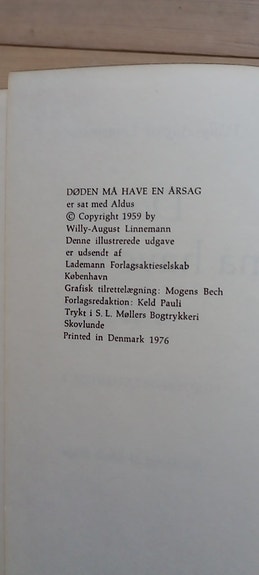 DØDEN MÅ HAVE EN ÅRSAG
er sat med Aldus
© Copyright 1959 by
Willy-August Linnemann
Denne illustrerede udgave
er udsendt af
Lademann Forlagsaktieselskab
København
Grafisk tilrettelægning: Mogens Bech
Forlagsredaktion: Keld Pauli
Trykt i S. L. Møllers Bogtrykkeri
Skovlunde
Printed in Denmark 1976